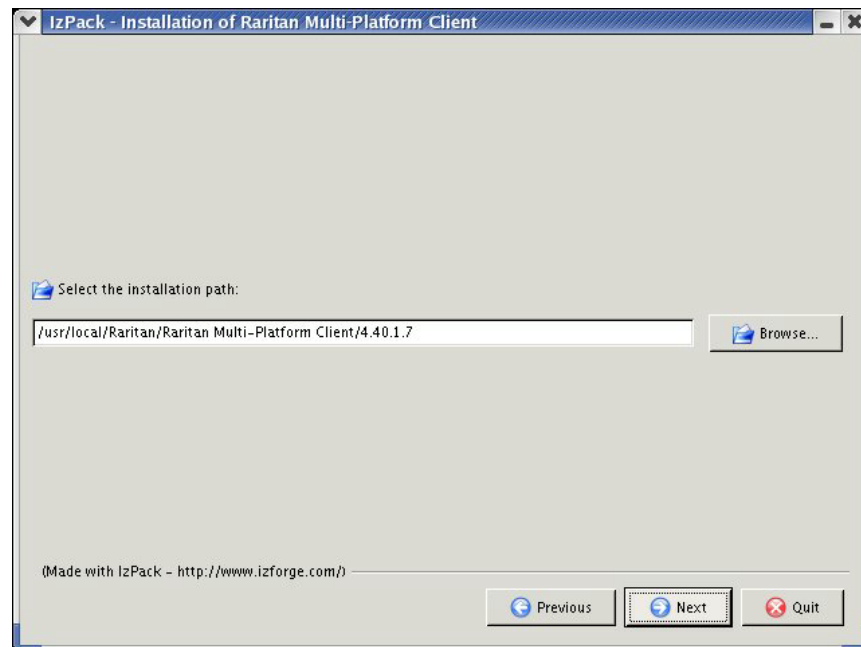 IzPack - Installation of Raritan Multi-Platform Client
Select the installation path:
/usr/local/Raritan/Raritan Multi-Platform Client/4.40.1.7
Browse...
(Made with IzPack - http://www.izforge.com/)
Previous
Next
Quit